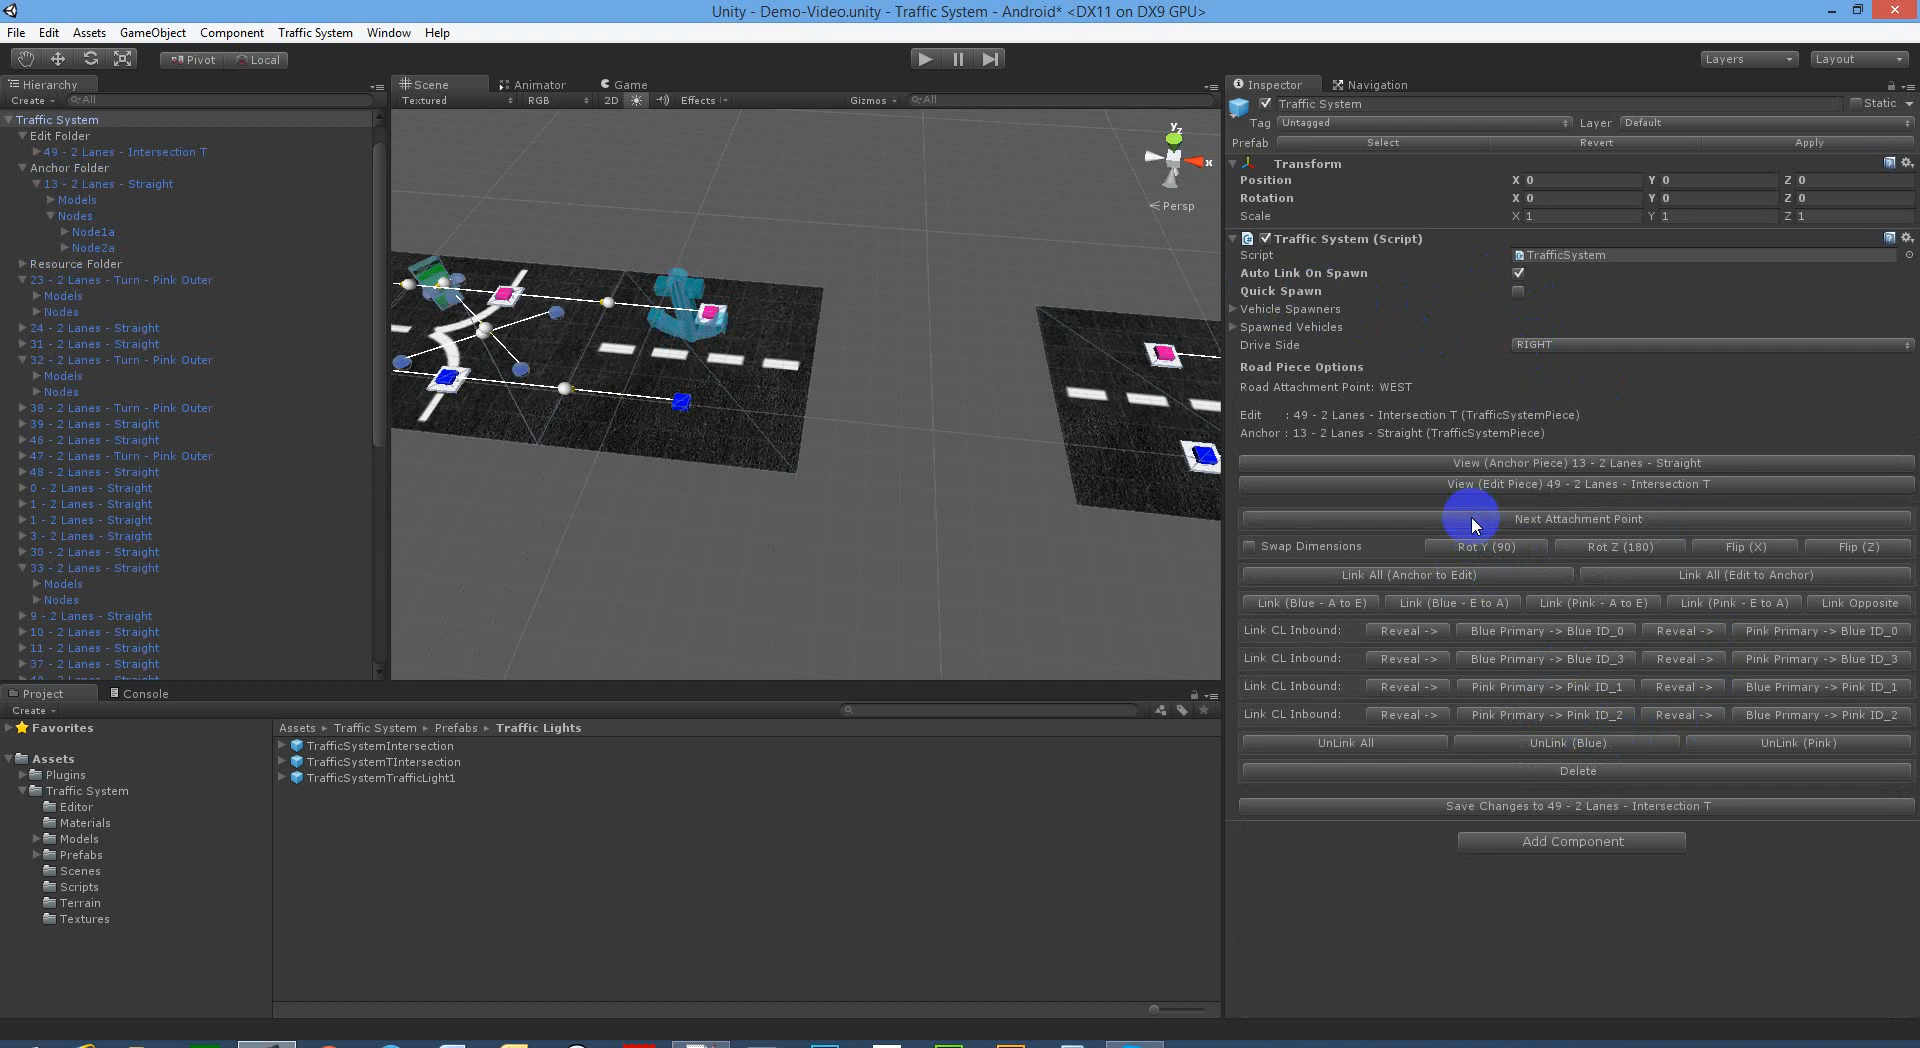 Unity - Demo-Video.unity - Traffic System - Android* <DX11 on DX9 GPU>
File Edit Assets GameObject Component Traffic System Window Help
Pivot Local
Layers Layout
Hierarchy
Create All
Traffic System
Edit Folder
49 - 2 Lanes - Intersection T
Anchor Folder
13 - 2 Lanes - Straight
Models
Nodes
Node1a
Node2a
Resource Folder
23 - 2 Lanes - Turn - Pink Outer
Models
Nodes
24 - 2 Lanes - Straight
31 - 2 Lanes - Straight
32 - 2 Lanes - Turn - Pink Outer
Models
Nodes
38 - 2 Lanes - Turn - Pink Outer
39 - 2 Lanes - Straight
46 - 2 Lanes - Straight
47 - 2 Lanes - Turn - Pink Outer
48 - 2 Lanes - Straight
0 - 2 Lanes - Straight
1 - 2 Lanes - Straight
1 - 2 Lanes - Straight
3 - 2 Lanes - Straight
30 - 2 Lanes - Straight
33 - 2 Lanes - Straight
Models
Nodes
9 - 2 Lanes - Straight
10 - 2 Lanes - Straight
11 - 2 Lanes - Straight
37 - 2 Lanes - Straight
Scene Animator Game
Textured RGB 2D Effects Gizmos All
y
z
x
Persp
Inspector Navigation
Traffic System Static
Tag Untagged Layer Default
Prefab Select Revert Apply
Transform
Position X 0 Y 0 Z 0
Rotation X 0 Y 0 Z 0
Scale X 1 Y 1 Z 1
Traffic System (Script)
Script TrafficSystem
Auto Link On Spawn
Quick Spawn
Vehicle Spawners
Spawned Vehicles
Drive Side RIGHT
Road Piece Options
Road Attachment Point: WEST
Edit : 49 - 2 Lanes - Intersection T (TrafficSystemPiece)
Anchor : 13 - 2 Lanes - Straight (TrafficSystemPiece)
View (Anchor Piece) 13 - 2 Lanes - Straight
View (Edit Piece) 49 - 2 Lanes - Intersection T
Next Attachment Point
Swap Dimensions Rot Y (90) Rot Z (180) Flip (X) Flip (Z)
Link All (Anchor to Edit) Link All (Edit to Anchor)
Link (Blue - A to E) Link (Blue - E to A) Link (Pink - A to E) Link (Pink - E to A) Link Opposite
Link CL Inbound: Reveal -> Blue Primary -> Blue ID_0 Reveal -> Pink Primary -> Blue ID_0
Link CL Inbound: Reveal -> Blue Primary -> Blue ID_3 Reveal -> Pink Primary -> Blue ID_3
Link CL Inbound: Reveal -> Pink Primary -> Pink ID_1 Reveal -> Blue Primary -> Pink ID_1
Link CL Inbound: Reveal -> Pink Primary -> Pink ID_2 Reveal -> Blue Primary -> Pink ID_2
UnLink All UnLink (Blue) UnLink (Pink)
Delete
Save Changes to 49 - 2 Lanes - Intersection T
Add Component
Project Console
Create
Favorites
Assets
Plugins
Traffic System
Editor
Materials
Models
Prefabs
Scenes
Scripts
Terrain
Textures
Assets Traffic System Prefabs Traffic Lights
TrafficSystemIntersection
TrafficSystemTIntersection
TrafficSystemTrafficLight1